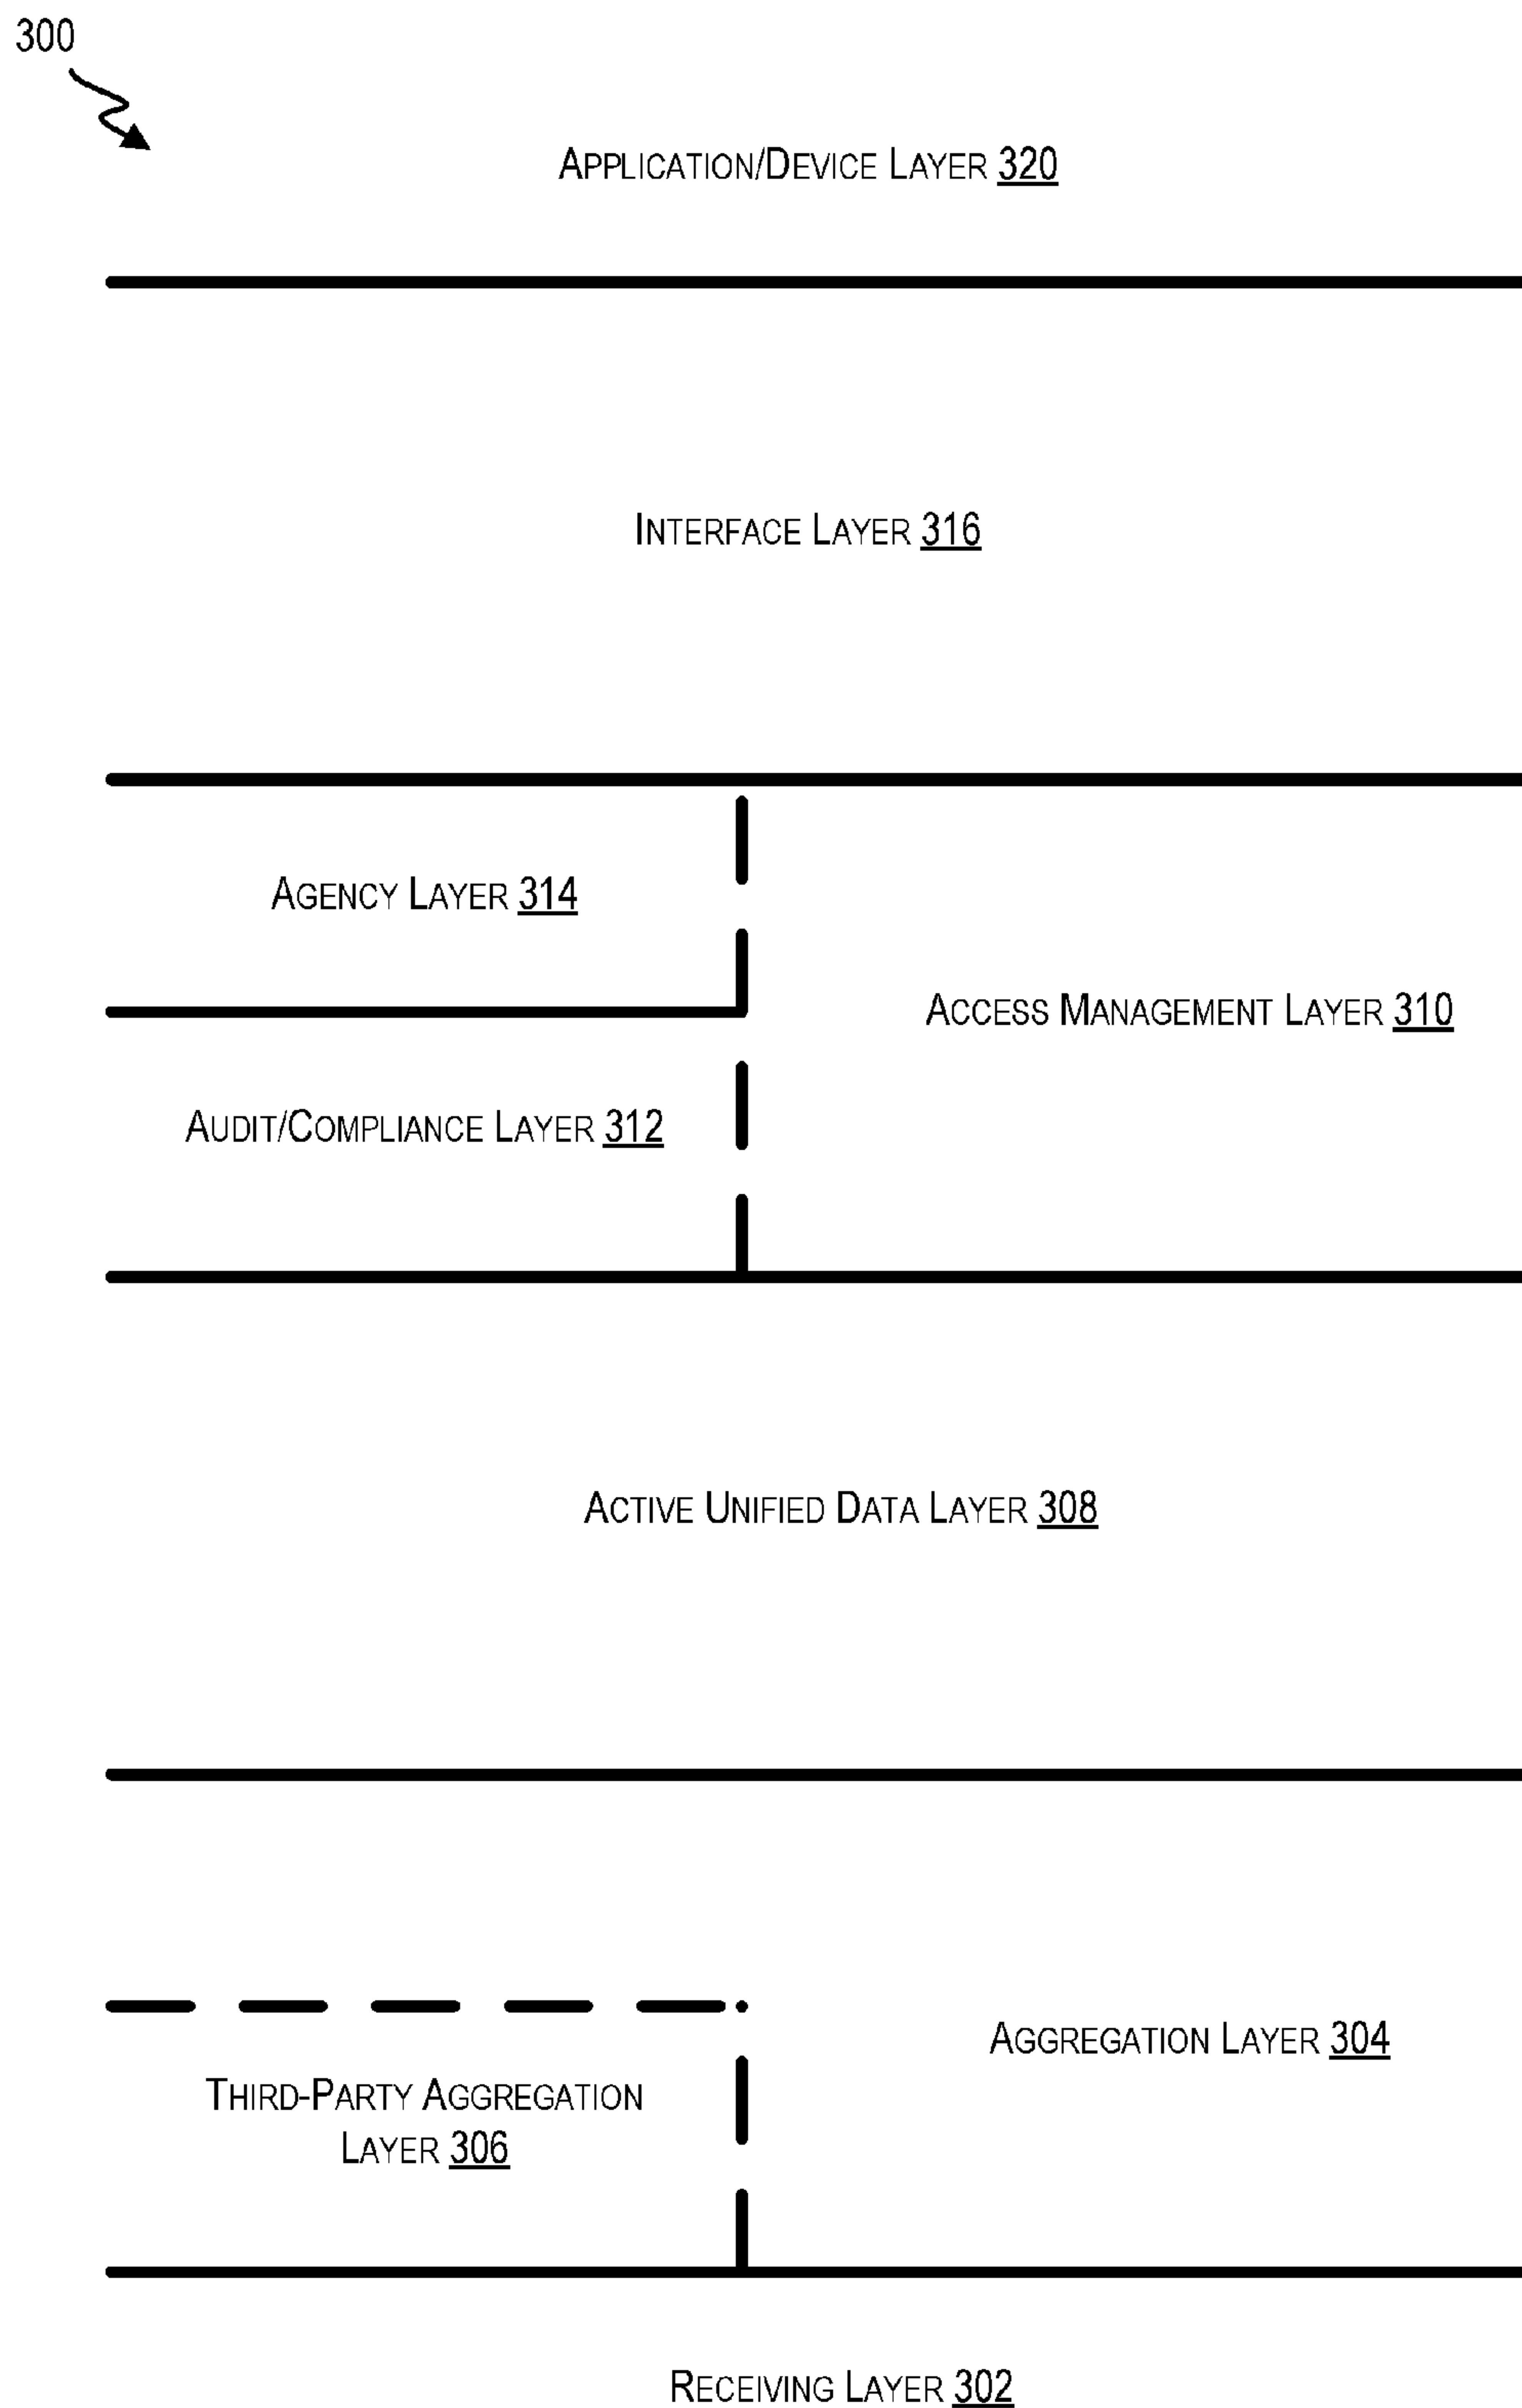 300
APPLICATION/DEVICE LAYER 320
INTERFACE LAYER 316
AGENCY LAYER 314
ACCESS MANAGEMENT LAYER 310
AUDIT/COMPLIANCE LAYER 312
ACTIVE UNIFIED DATA LAYER 308
AGGREGATION LAYER 304
THIRD-PARTY AGGREGATION
LAYER 306
RECEIVING LAYER 302